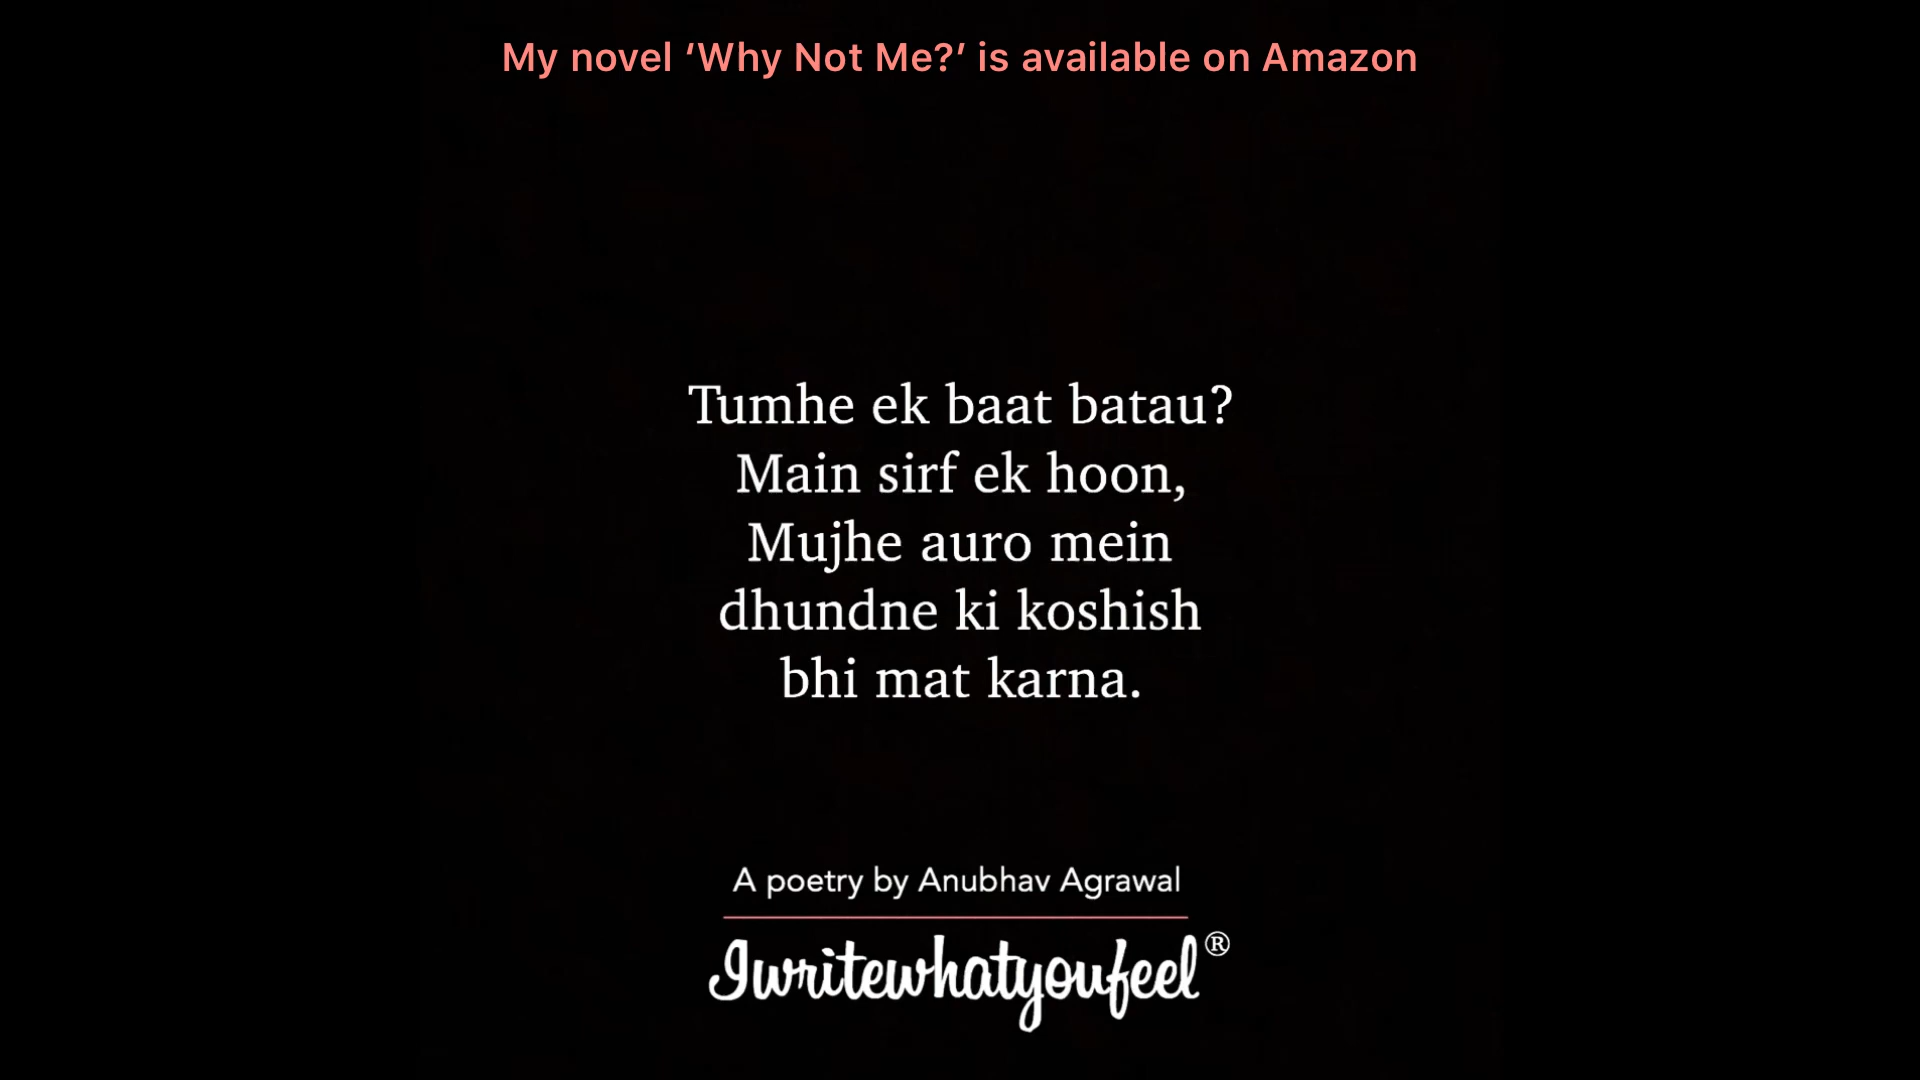 My novel ‘Why Not Me?’ is available on Amazon
Tumhe ek baat batau?
Main sirf ek hoon,
Mujhe auro mein
dhundne ki koshish
bhi mat karna.
A poetry by Anubhav Agrawal
Iwritewhatyoufeel®